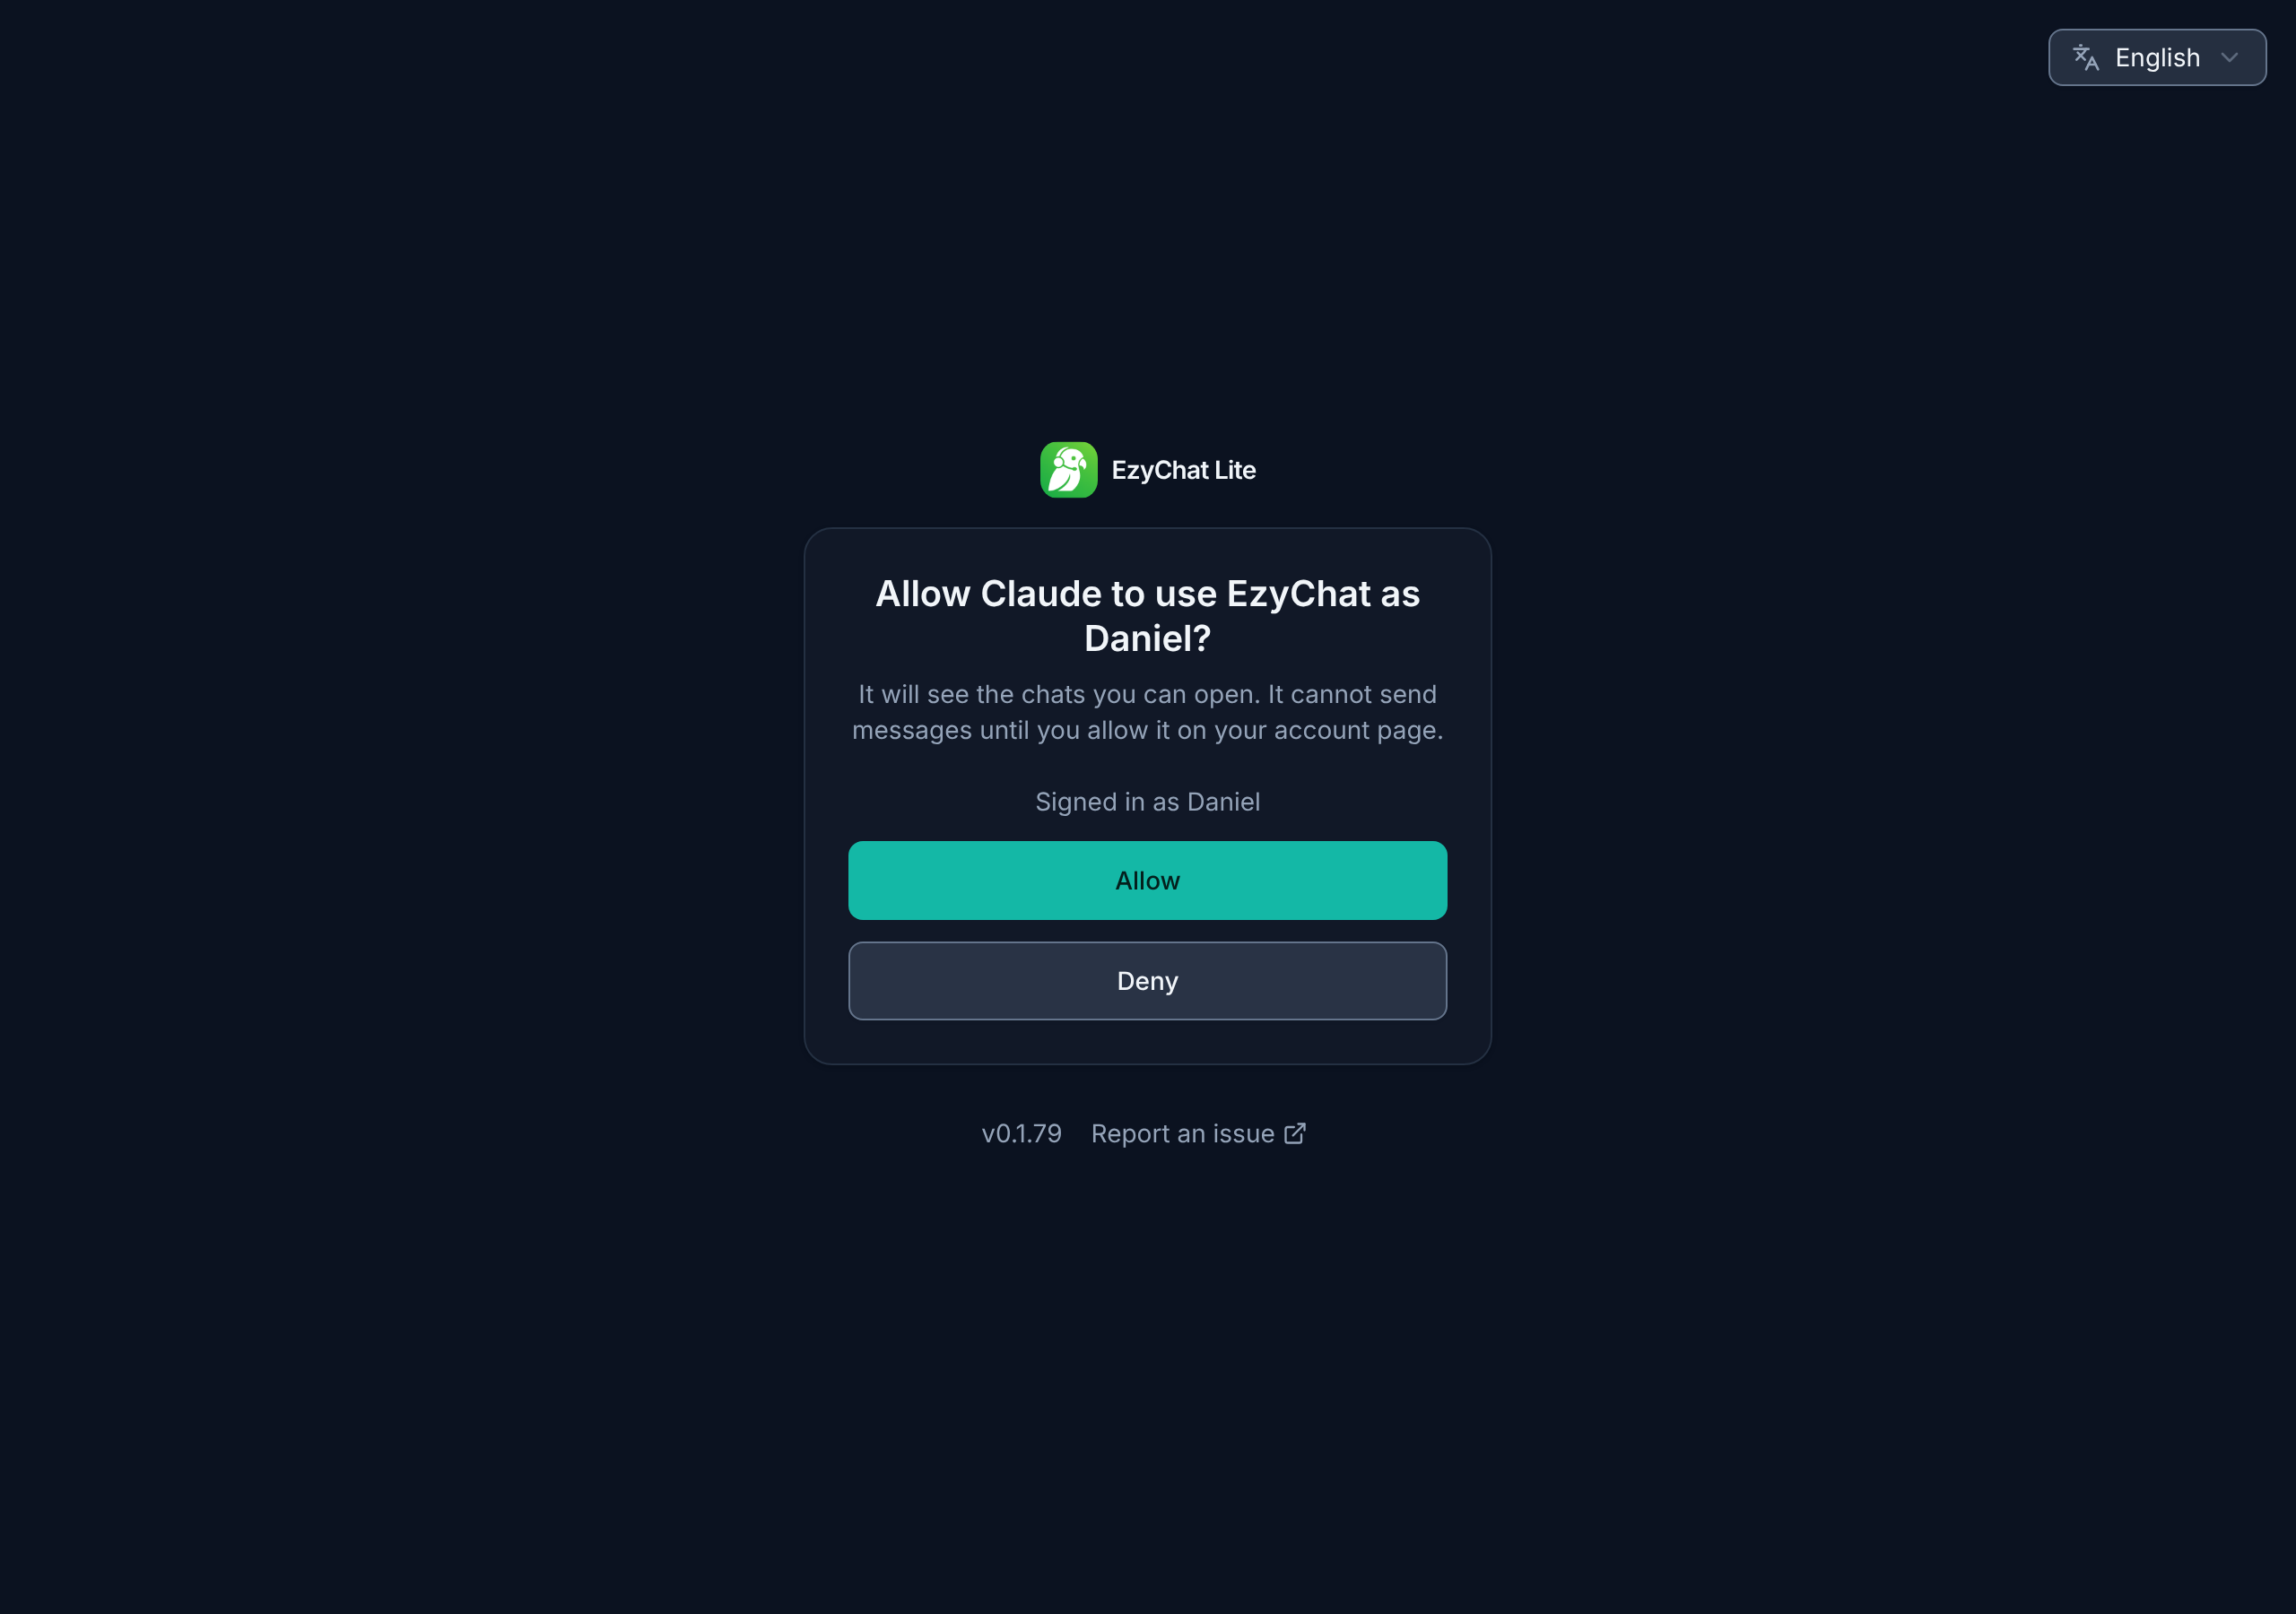 English
EzyChat Lite
Allow Claude to use EzyChat as
Daniel?
It will see the chats you can open. It cannot send
messages until you allow it on your account page.
Signed in as Daniel
Allow
Deny
v0.1.79 Report an issue